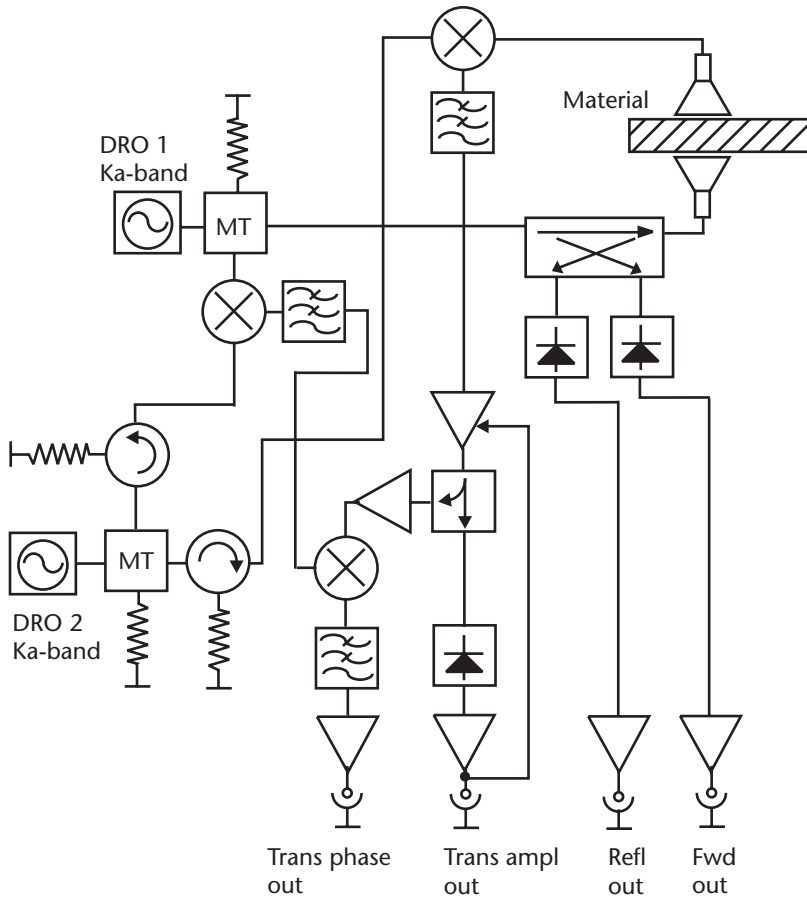 Material
DRO 1
Ka-band
MT
MT
DRO 2
Ka-band
Trans phase
out
Trans ampl
out
Refl
out
Fwd
out